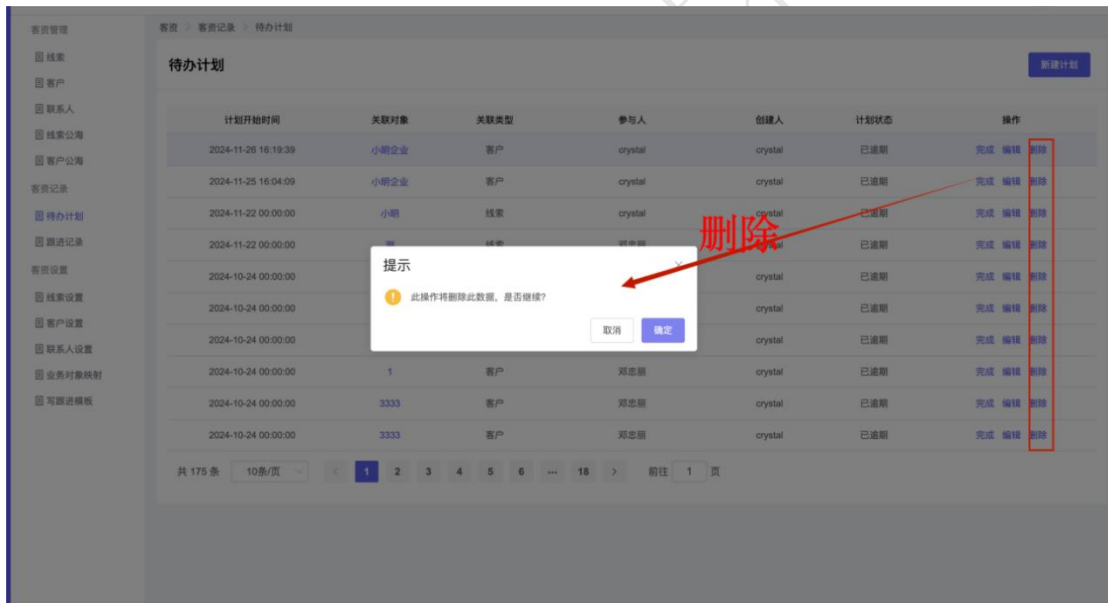 客资管理
线索
客户
联系人
线索公海
客户公海
客资记录
待办计划
跟进记录
客资设置
线索设置
客户设置
联系人设置
业务对象映射
写跟进模板
客资 > 客资记录 > 待办计划
待办计划
新建计划
计划开始时间 关联对象 关联类型 参与人 创建人 计划状态 操作
2024-11-26 16:19:39 小明企业 客户 crystal crystal 已逾期 完成 编辑 删除
2024-11-25 16:04:09 小明企业 客户 crystal crystal 已逾期 完成 编辑 删除
2024-11-22 00:00:00 小明 线索 crystal crystal 已逾期 完成 编辑 删除
2024-11-22 00:00:00 线索 邓忠丽 已逾期 完成 编辑 删除
2024-10-24 00:00:00 crystal 已逾期 完成 编辑 删除
2024-10-24 00:00:00 crystal 已逾期 完成 编辑 删除
2024-10-24 00:00:00 crystal 已逾期 完成 编辑 删除
2024-10-24 00:00:00 1 客户 邓忠丽 crystal 已逾期 完成 编辑 删除
2024-10-24 00:00:00 3333 客户 邓忠丽 crystal 已逾期 完成 编辑 删除
2024-10-24 00:00:00 3333 客户 邓忠丽 crystal 已逾期 完成 编辑 删除
删除
提示
此操作将删除此数据，是否继续?
取消 确定
共 175 条 10条/页 < 1 2 3 4 5 6 ... 18 > 前往 1 页